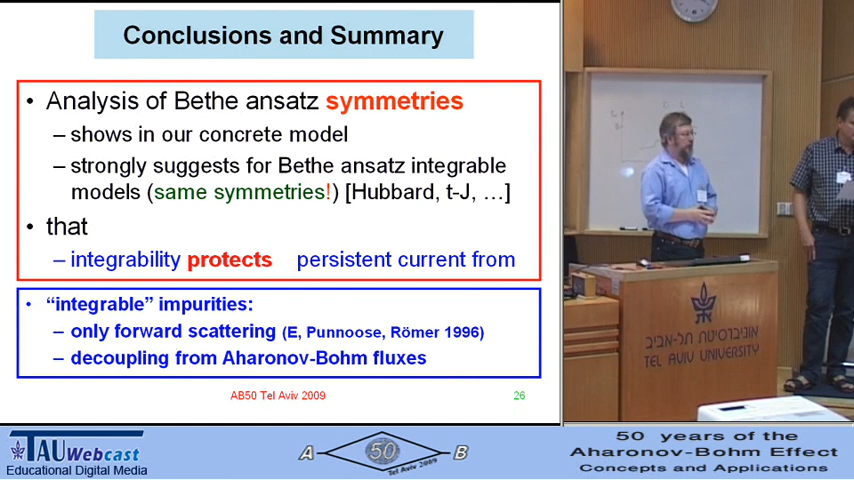 Conclusions and Summary
• Analysis of Bethe ansatz symmetries
– shows in our concrete model
– strongly suggests for Bethe ansatz integrable
models (same symmetries!) [Hubbard, t-J, …]
• that
– integrability protects persistent current from
• “integrable” impurities:
– only forward scattering (E, Punnoose, Römer 1996)
– decoupling from Aharonov-Bohm fluxes
AB50 Tel Aviv 2009
26
אוניברסיטת תל-אביב
TEL AVIV UNIVERSITY
TAU Webcast
Educational Digital Media
A 50 B
Tel Aviv 2009
50 years of the
Aharonov-Bohm Effect
Concepts and Applications